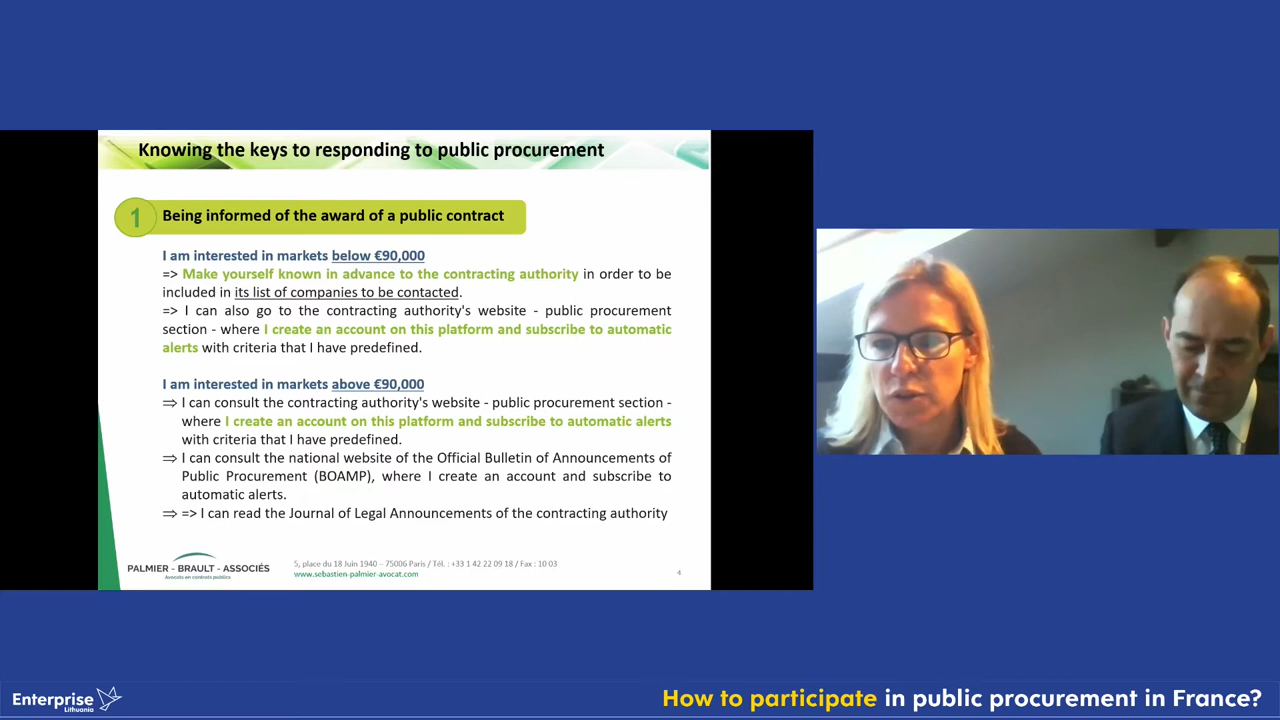 Knowing the keys to responding to public procurement
1
Being informed of the award of a public contract
I am interested in markets below €90,000
=> Make yourself known in advance to the contracting authority in order to be
included in its list of companies to be contacted.
=> I can also go to the contracting authority's website - public procurement
section - where I create an account on this platform and subscribe to automatic
alerts with criteria that I have predefined.
I am interested in markets above €90,000
⇒ I can consult the contracting authority's website - public procurement section -
where I create an account on this platform and subscribe to automatic alerts
with criteria that I have predefined.
⇒ I can consult the national website of the Official Bulletin of Announcements of
Public Procurement (BOAMP), where I create an account and subscribe to
automatic alerts.
⇒ => I can read the Journal of Legal Announcements of the contracting authority
PALMIER - BRAULT - ASSOCIÉS
Avocats en contrats publics
5, place du 18 Juin 1940 – 75006 Paris / Tél. : +33 1 42 22 09 18 / Fax : 10 03
www.sebastien-palmier-avocat.com
4
Enterprise
Lithuania
How to participate in public procurement in France?